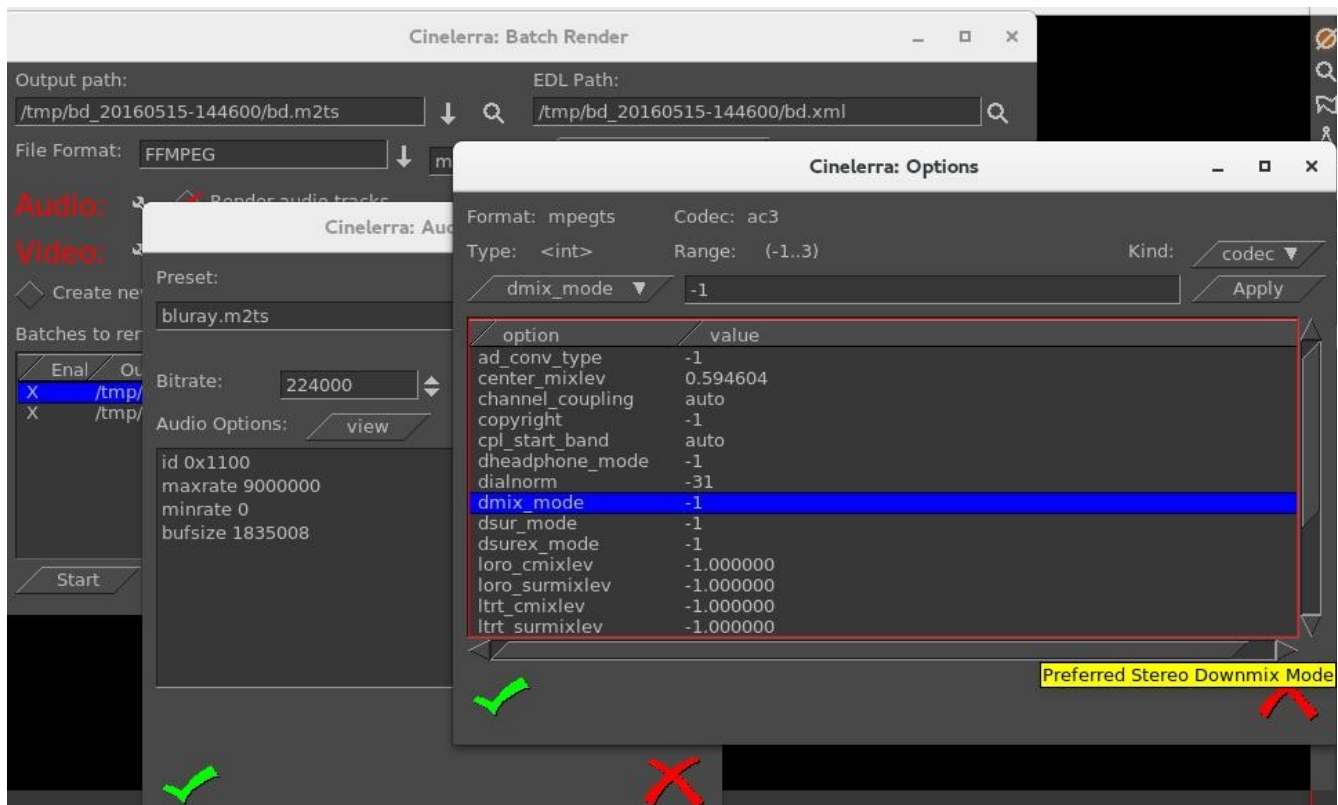 Cinelerra: Batch Render
Output path:
EDL Path:
/tmp/bd_20160515-144600/bd.m2ts
/tmp/bd_20160515-144600/bd.xml
File Format:
FFMPEG
m
Audio:
Render audio tracks
Video:
Create ne
Batches to rer
Enal
Ou
X /tmp/
X /tmp/
Start
Cinelerra: Aud
Preset:
bluray.m2ts
Bitrate:
224000
Audio Options:
view
id 0x1100
maxrate 9000000
minrate 0
bufsize 1835008
Cinelerra: Options
Format: mpegts Codec: ac3
Type: <int> Range: (-1..3) Kind: codec
dmix_mode -1 Apply
option value
ad_conv_type -1
center_mixlev 0.594604
channel_coupling auto
copyright -1
cpl_start_band auto
dheadphone_mode -1
dialnorm -31
dmix_mode -1
dsur_mode -1
dsurex_mode -1
loro_cmixlev -1.000000
loro_surmixlev -1.000000
ltrt_cmixlev -1.000000
ltrt_surmixlev -1.000000
Preferred Stereo Downmix Mode